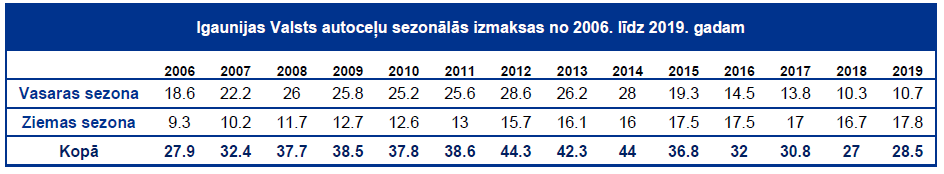 Igaunijas Valsts autoceļu sezonālās izmaksas no 2006. līdz 2019. gadam
2006 2007 2008 2009 2010 2011 2012 2013 2014 2015 2016 2017 2018 2019
Vasaras sezona 18.6 22.2 26 25.8 25.2 25.6 28.6 26.2 28 19.3 14.5 13.8 10.3 10.7
Ziemas sezona 9.3 10.2 11.7 12.7 12.6 13 15.7 16.1 16 17.5 17.5 17 16.7 17.8
Kopā 27.9 32.4 37.7 38.5 37.8 38.6 44.3 42.3 44 36.8 32 30.8 27 28.5